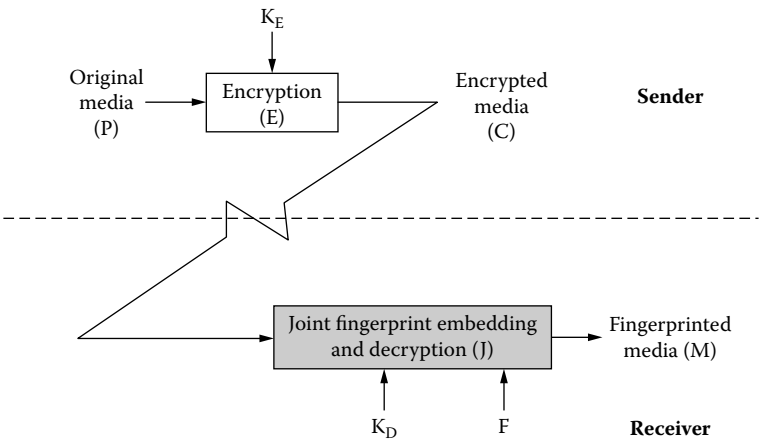 K_E
Original
media
(P)
Encryption
(E)
Encrypted
media
(C)
Sender
Joint fingerprint embedding
and decryption (J)
Fingerprinted
media (M)
K_D
F
Receiver